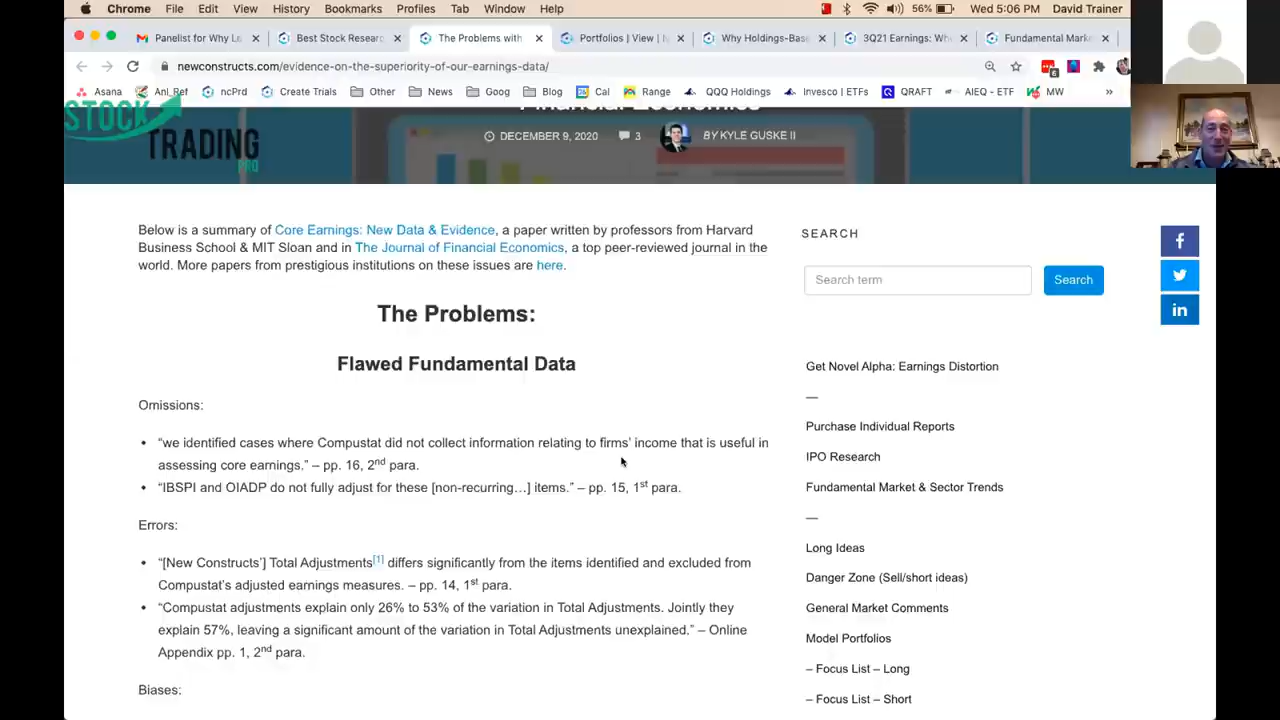 Chrome File Edit View History Bookmarks Profiles Tab Window Help 56% Wed 5:06 PM David Trainer
Panelist for Why Le
Best Stock Researc
The Problems with
Portfolios | View | N
Why Holdings-Base
3Q21 Earnings: Wh
Fundamental Marke
newconstructs.com/evidence-on-the-superiority-of-our-earnings-data/
6
Asana Anl_Ref ncPrd Create Trials Other News Goog Blog Cal Range QQQ Holdings Invesco | ETFs QRAFT AIEQ - ETF MW »
Financial Economics
STOCK
TRADING
PRO
DECEMBER 9, 2020 3 BY KYLE GUSKE II
Below is a summary of Core Earnings: New Data & Evidence, a paper written by professors from Harvard
Business School & MIT Sloan and in The Journal of Financial Economics, a top peer-reviewed journal in the
world. More papers from prestigious institutions on these issues are here.
The Problems:
Flawed Fundamental Data
Omissions:
• “we identified cases where Compustat did not collect information relating to firms’ income that is useful in
assessing core earnings.” – pp. 16, 2nd para.
• “IBSPI and OIADP do not fully adjust for these [non-recurring…] items.” – pp. 15, 1st para.
Errors:
• “[New Constructs’] Total Adjustments[1] differs significantly from the items identified and excluded from
Compustat’s adjusted earnings measures. – pp. 14, 1st para.
• “Compustat adjustments explain only 26% to 53% of the variation in Total Adjustments. Jointly they
explain 57%, leaving a significant amount of the variation in Total Adjustments unexplained.” – Online
Appendix pp. 1, 2nd para.
Biases:
SEARCH
Search term
Search
Get Novel Alpha: Earnings Distortion
—
Purchase Individual Reports
IPO Research
Fundamental Market & Sector Trends
—
Long Ideas
Danger Zone (Sell/short ideas)
General Market Comments
Model Portfolios
– Focus List – Long
– Focus List – Short